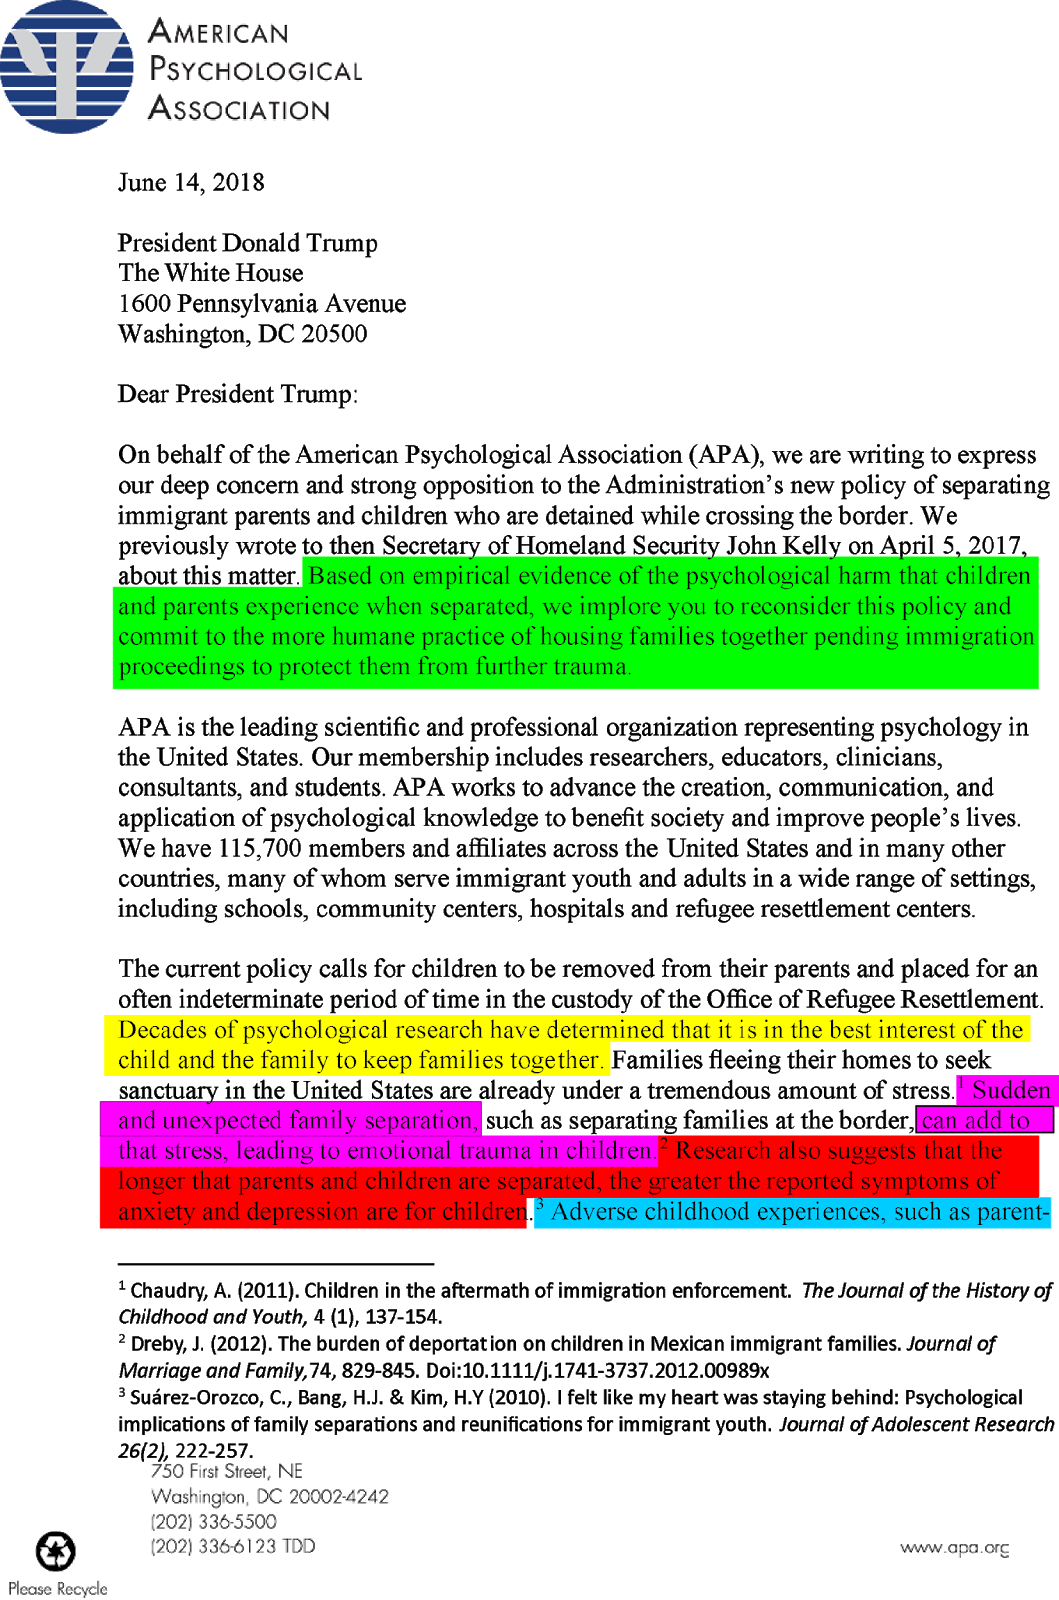 AMERICAN
PSYCHOLOGICAL
ASSOCIATION
June 14, 2018
President Donald Trump
The White House
1600 Pennsylvania Avenue
Washington, DC 20500
Dear President Trump:
On behalf of the American Psychological Association (APA), we are writing to express
our deep concern and strong opposition to the Administration’s new policy of separating
immigrant parents and children who are detained while crossing the border. We
previously wrote to then Secretary of Homeland Security John Kelly on April 5, 2017,
about this matter. Based on empirical evidence of the psychological harm that children
and parents experience when separated, we implore you to reconsider this policy and
commit to the more humane practice of housing families together pending immigration
proceedings to protect them from further trauma.
APA is the leading scientific and professional organization representing psychology in
the United States. Our membership includes researchers, educators, clinicians,
consultants, and students. APA works to advance the creation, communication, and
application of psychological knowledge to benefit society and improve people’s lives.
We have 115,700 members and affiliates across the United States and in many other
countries, many of whom serve immigrant youth and adults in a wide range of settings,
including schools, community centers, hospitals and refugee resettlement centers.
The current policy calls for children to be removed from their parents and placed for an
often indeterminate period of time in the custody of the Office of Refugee Resettlement.
Decades of psychological research have determined that it is in the best interest of the
child and the family to keep families together. Families fleeing their homes to seek
sanctuary in the United States are already under a tremendous amount of stress.¹ Sudden
and unexpected family separation, such as separating families at the border, can add to
that stress, leading to emotional trauma in children.² Research also suggests that the
longer that parents and children are separated, the greater the reported symptoms of
anxiety and depression are for children.³ Adverse childhood experiences, such as parent-
¹ Chaudry, A. (2011). Children in the aftermath of immigration enforcement. The Journal of the History of
Childhood and Youth, 4 (1), 137-154.
² Dreby, J. (2012). The burden of deportation on children in Mexican immigrant families. Journal of
Marriage and Family,74, 829-845. Doi:10.1111/j.1741-3737.2012.00989x
³ Suárez-Orozco, C., Bang, H.J. & Kim, H.Y (2010). I felt like my heart was staying behind: Psychological
implications of family separations and reunifications for immigrant youth. Journal of Adolescent Research
26(2), 222-257.
750 First Street, NE
Washington, DC 20002-4242
(202) 336-5500
(202) 336-6123 TDD
www.apa.org
Please Recycle